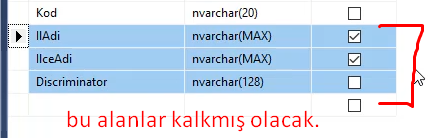 Kod nvarchar(20)
IlAdi nvarchar(MAX)
IlceAdi nvarchar(MAX)
Discriminator nvarchar(128)
bu alanlar kalkmış olacak.